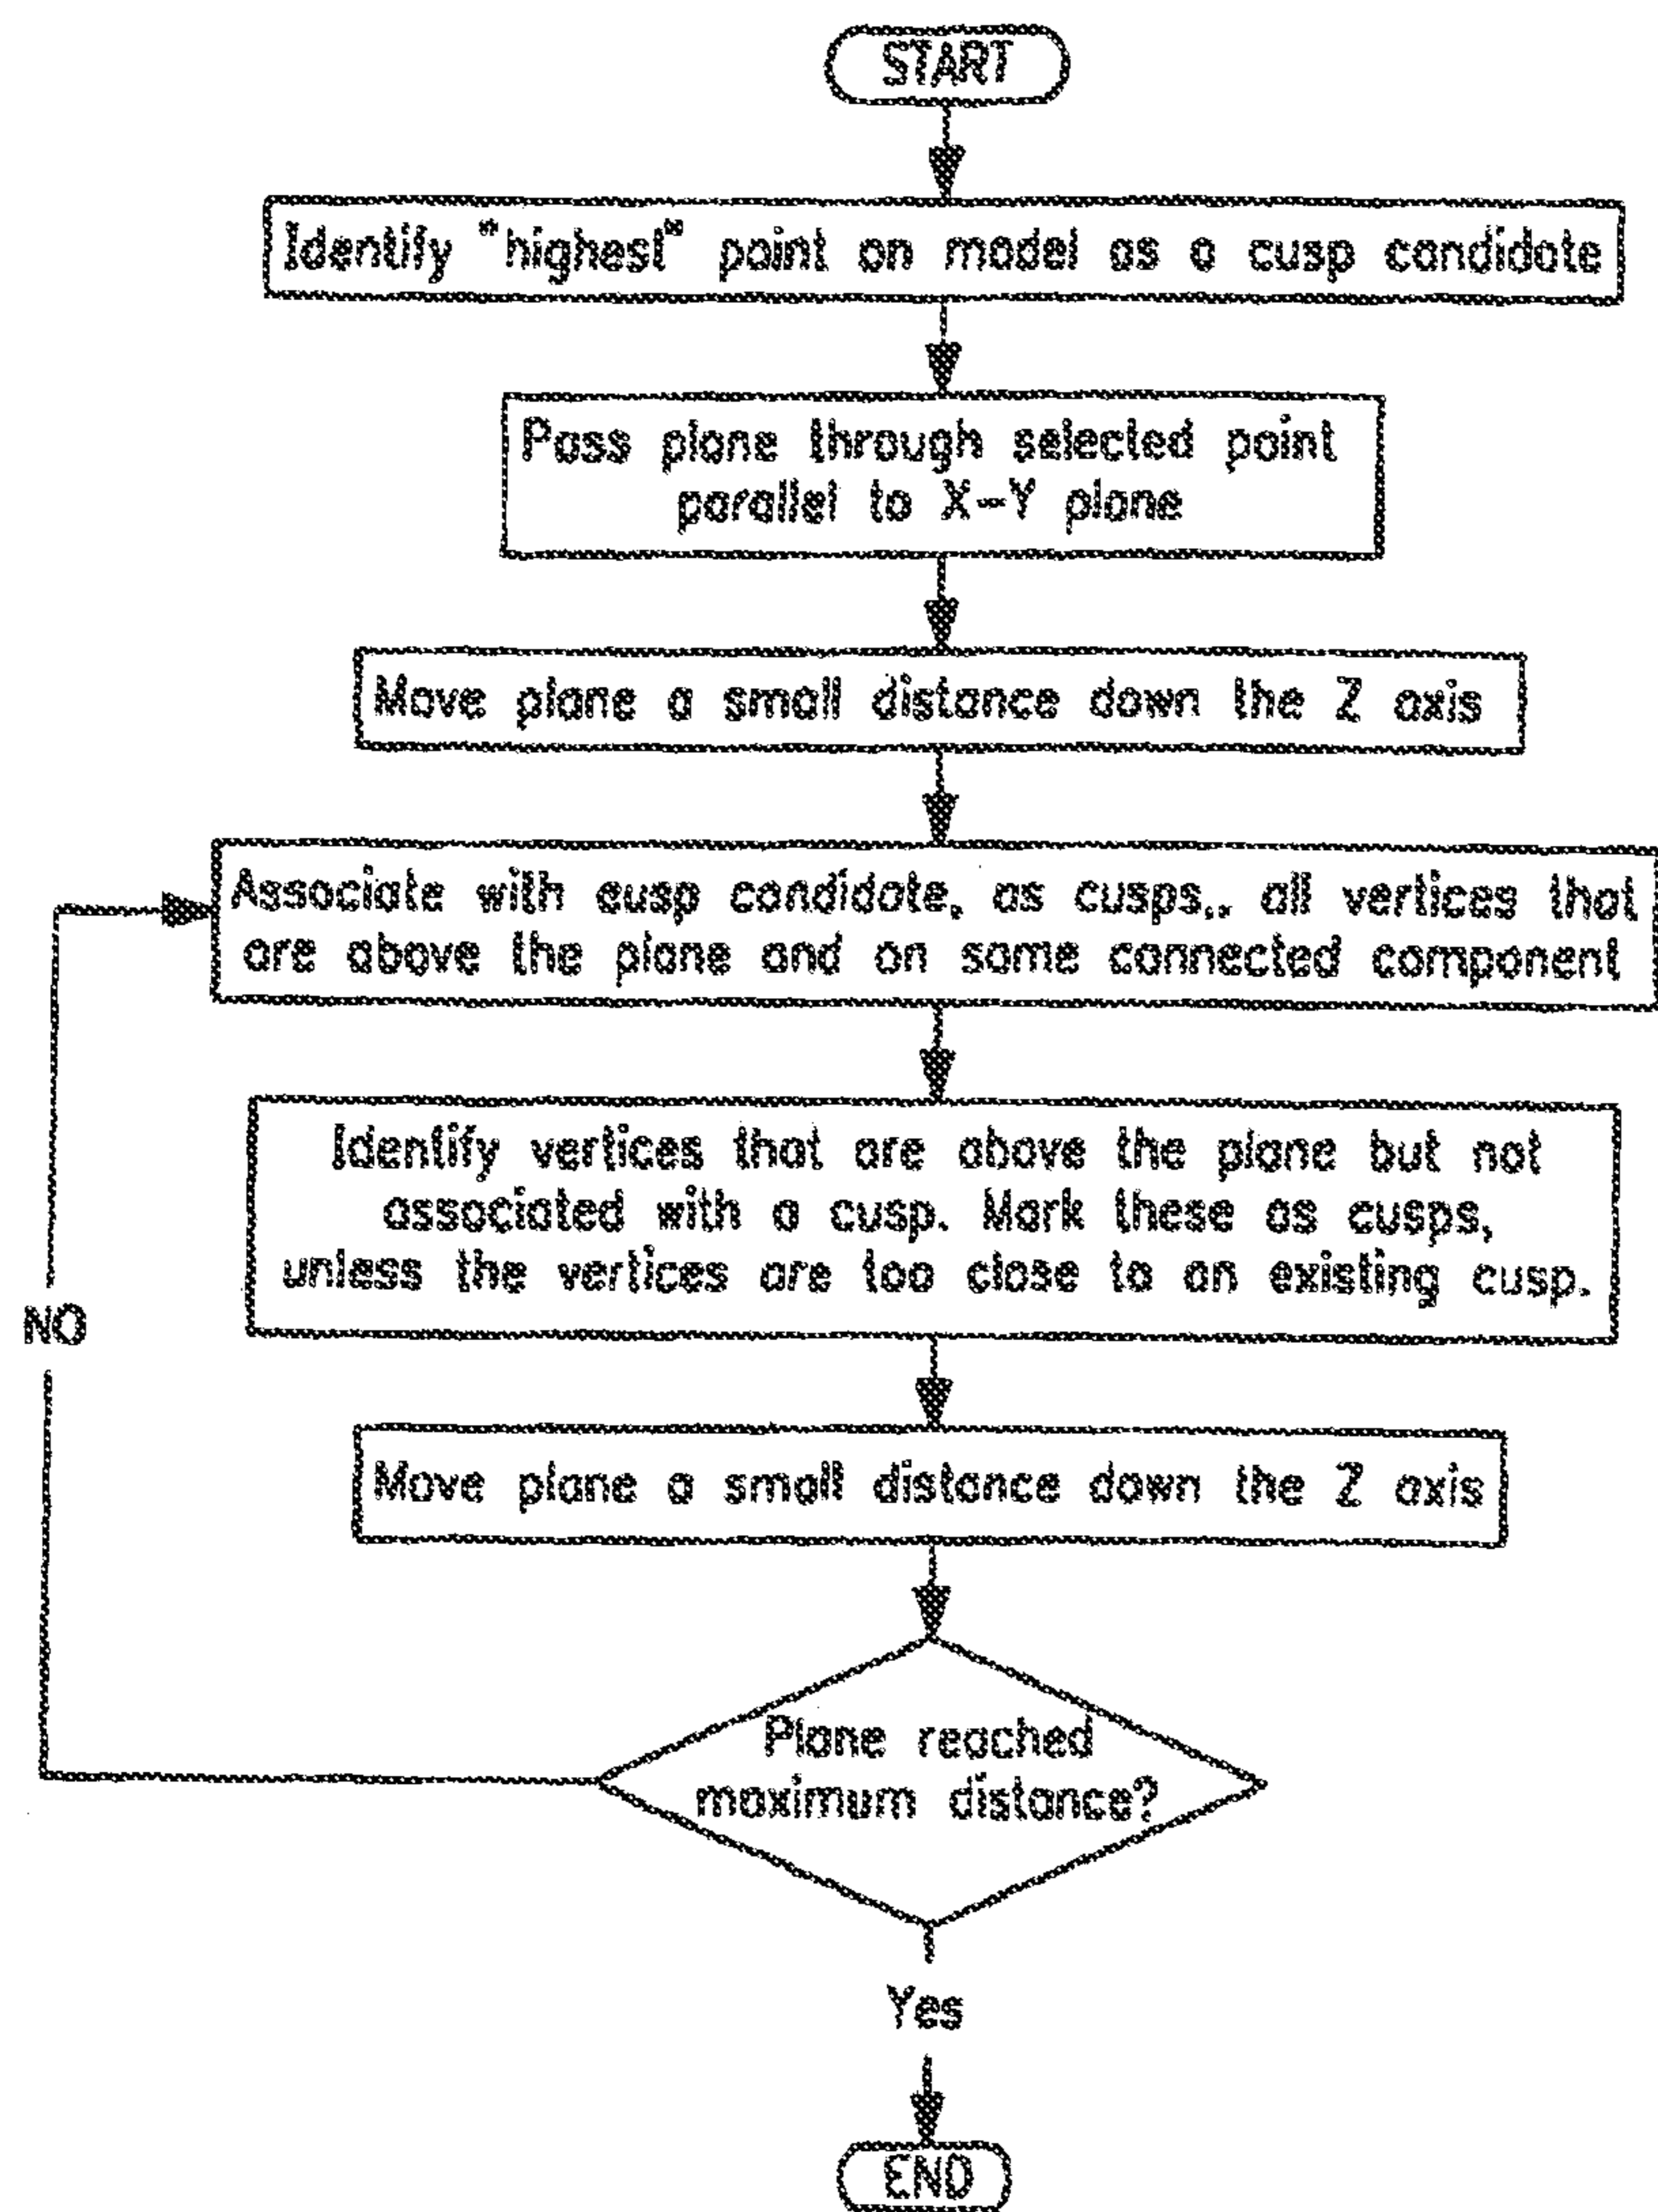 START
Identify "highest" point on model as a cusp candidate
Pass plane through selected point
parallel to X-Y plane
Move plane a small distance down the Z axis
Associate with cusp candidate, as cusps,, all vertices that
are above the plane and on same connected component
Identify vertices that are above the plane but not
associated with a cusp. Mark these as cusps,
unless the vertices are too close to an existing cusp.
NO
Move plane a small distance down the Z axis
Plane reached
maximum distance?
Yes
END